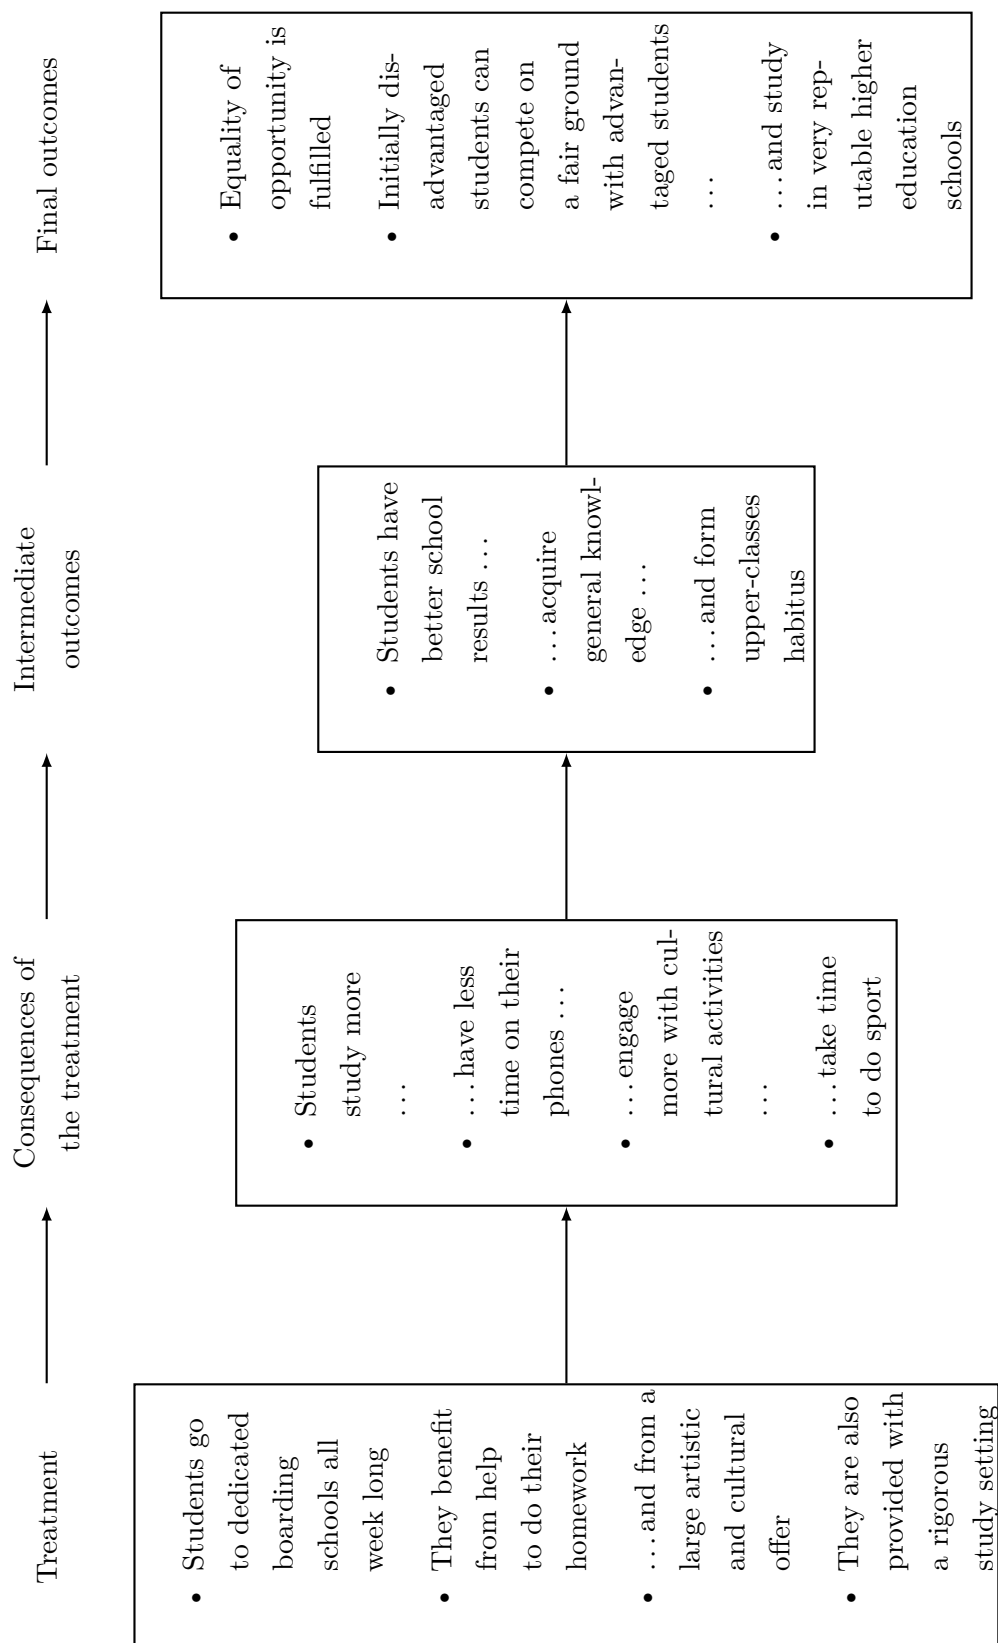 Treatment
Consequences of
the treatment
Intermediate
outcomes
Final outcomes
• Students go
to dedicated
boarding
schools all
week long
• They benefit
from help
to do their
homework
• …and from a
large artistic
and cultural
offer
• They are also
provided with
a rigorous
study setting
• Students
study more
…
• …have less
time on their
phones …
• …engage
more with cul-
tural activities
…
• …take time
to do sport
• Students have
better school
results …
• …acquire
general knowl-
edge …
• …and form
upper-classes
habitus
• Equality of
opportunity is
fulfilled
• Initially dis-
advantaged
students can
compete on
a fair ground
with advan-
taged students
…
• …and study
in very rep-
utable higher
education
schools